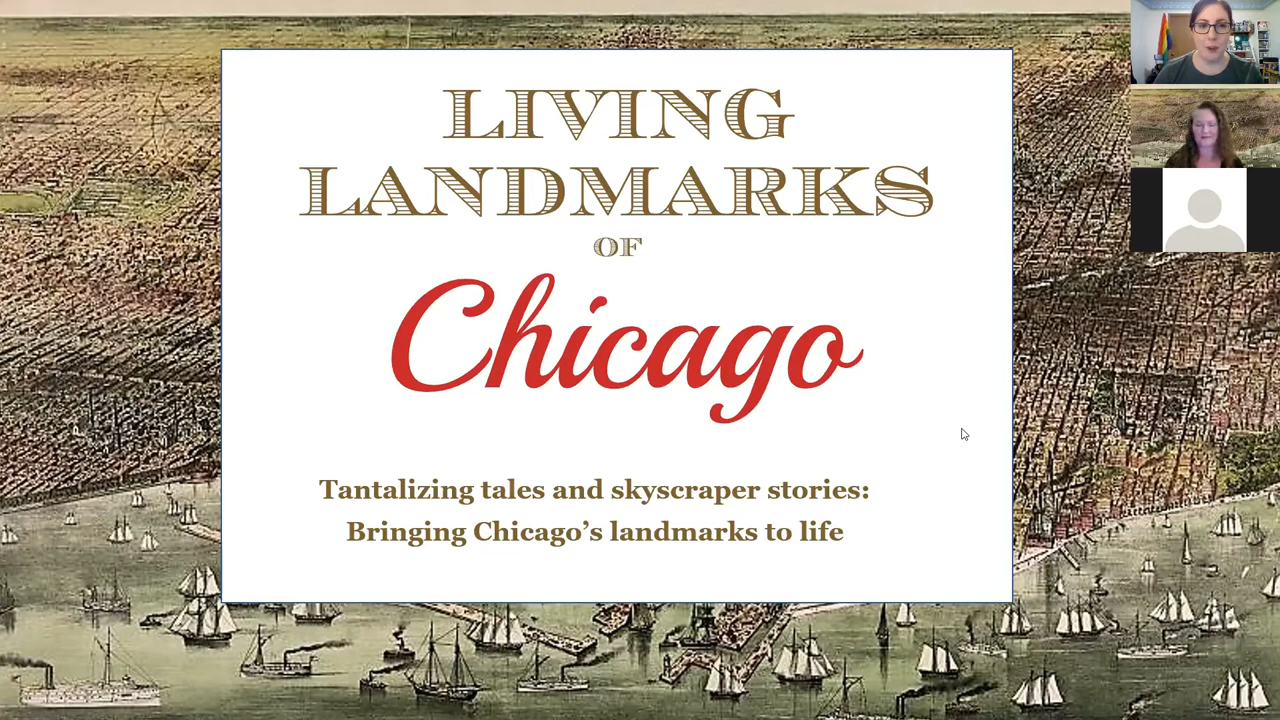 LIVING
LANDMARKS
OF
Chicago
Tantalizing tales and skyscraper stories:
Bringing Chicago’s landmarks to life